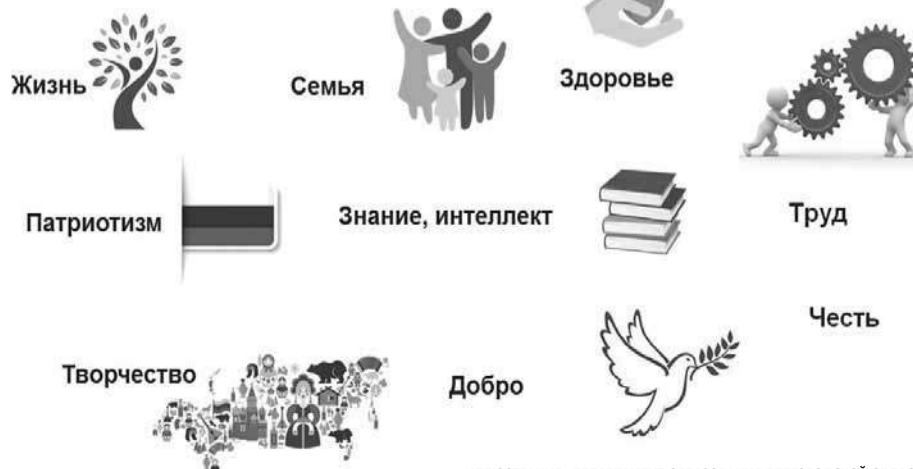 Жизнь
Семья
Здоровье
Патриотизм
Знание, интеллект
Труд
Честь
Творчество
Добро